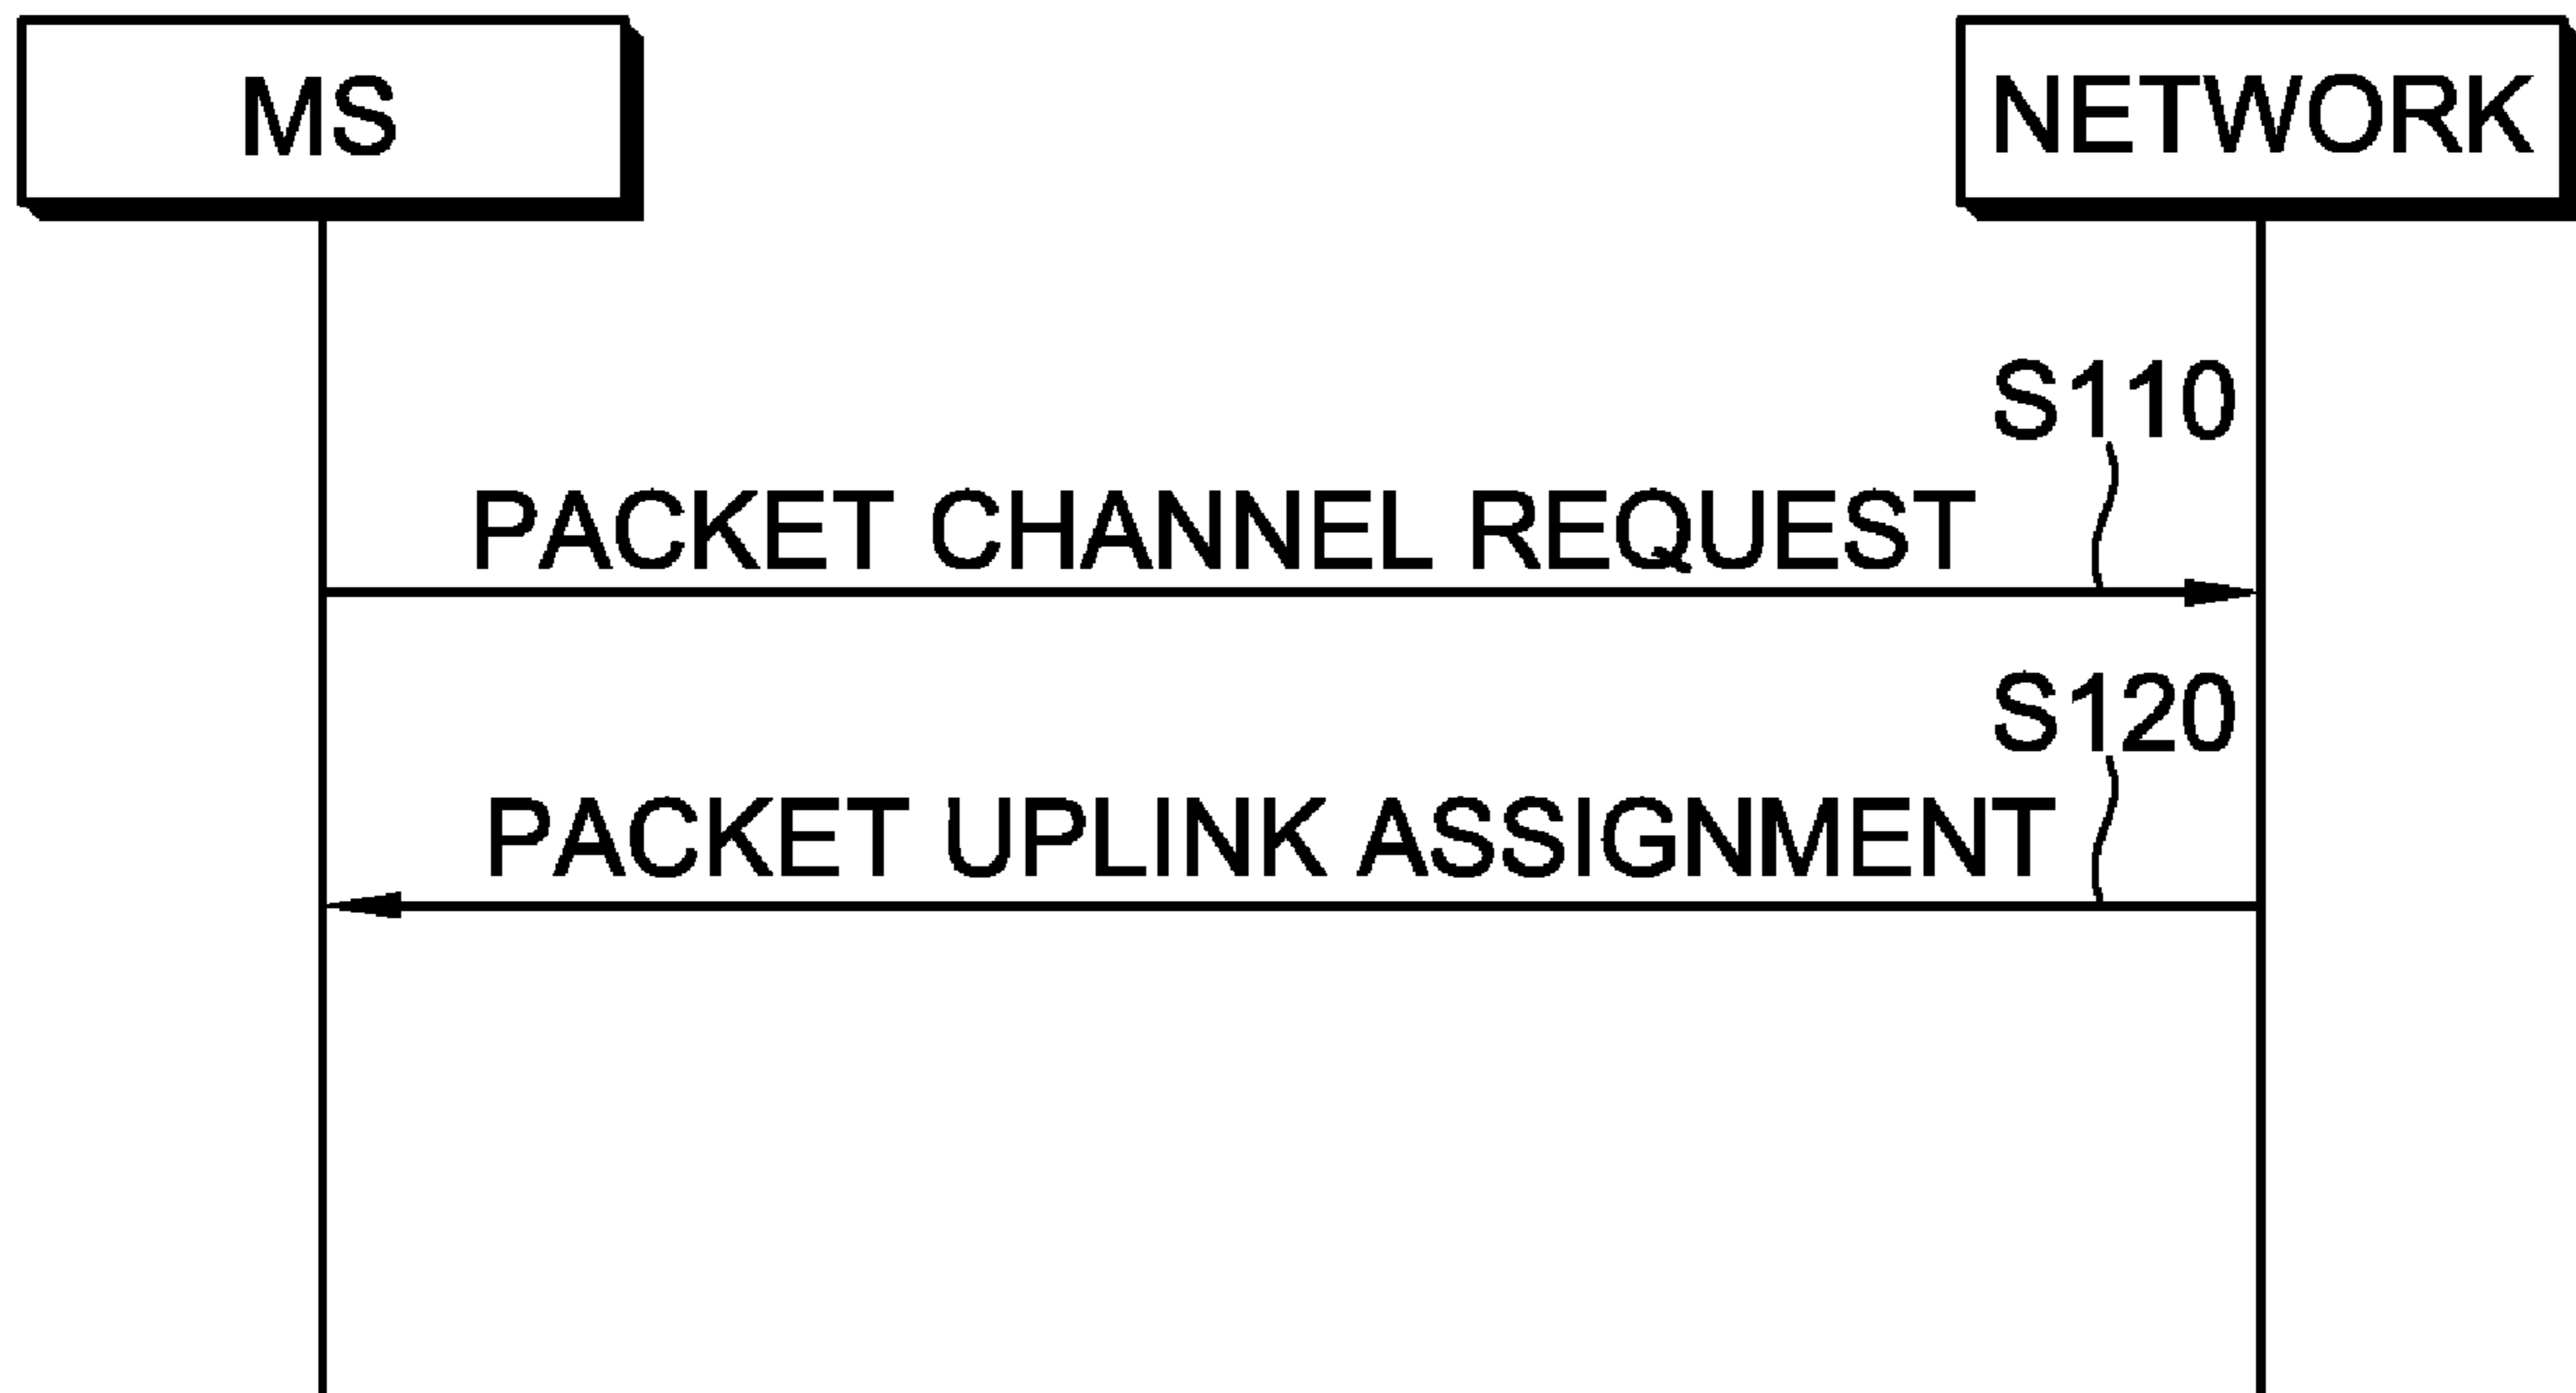 MS
NETWORK
S110
PACKET CHANNEL REQUEST
S120
PACKET UPLINK ASSIGNMENT